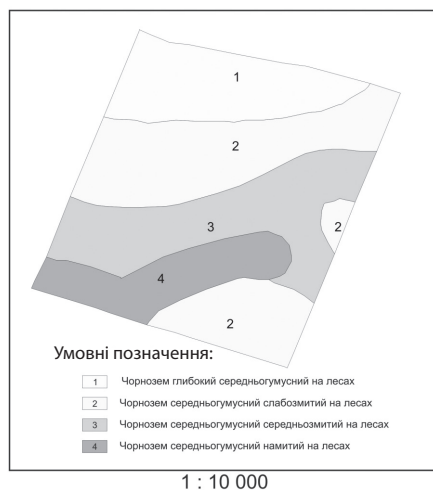 1
2
3
2
4
2
Умовні позначення:
1 Чорнозем глибокий середньогумусний на лесах
2 Чорнозем середньогумусний слабозмитий на лесах
3 Чорнозем середньогумусний середньозмитий на лесах
4 Чорнозем середньогумусний намитий на лесах
1 : 10 000